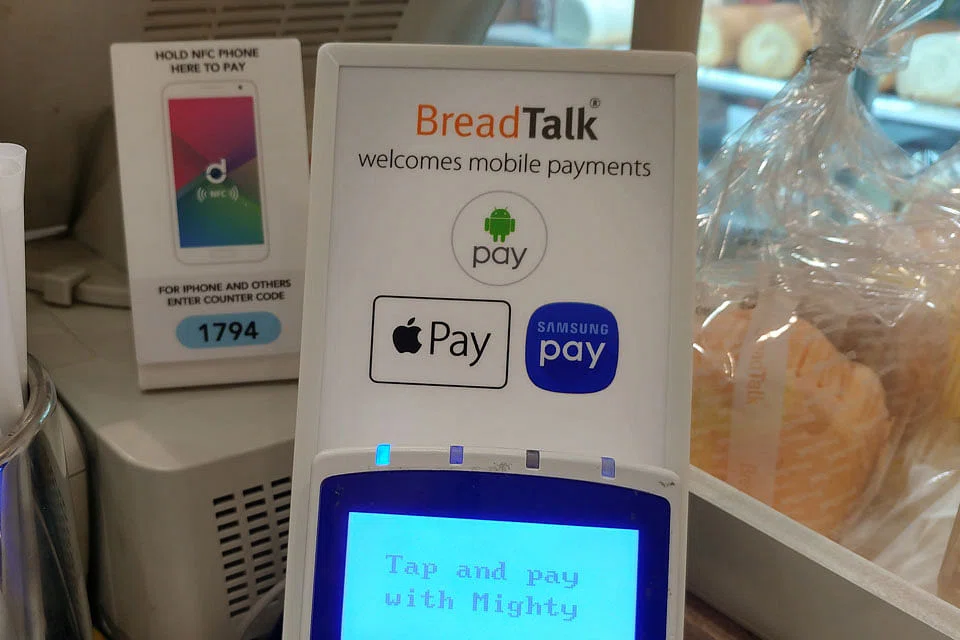 HOLD NFC PHONE
HERE TO PAY
d
NFC
FOR IPHONE AND OTHERS
ENTER COUNTER CODE
1794
BreadTalk®
welcomes mobile payments
pay
Pay
SAMSUNG
pay
Tap and pay
with Mighty